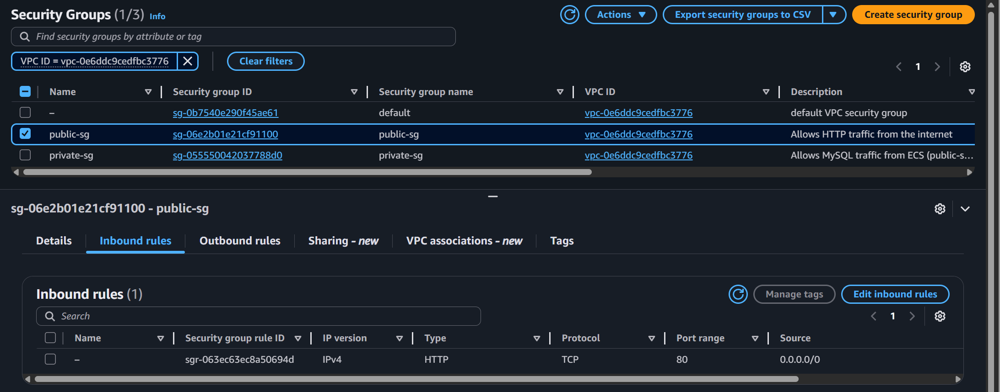 Security Groups (1/3) Info
Actions
Export security groups to CSV
Create security group
Find security groups by attribute or tag
VPC ID = vpc-0e6ddc9cedfbc3776
Clear filters
1
Name Security group ID Security group name VPC ID Description
– sg-0b7540e290f45ae61 default vpc-0e6ddc9cedfbc3776 default VPC security group
public-sg sg-06e2b01e21cf91100 public-sg vpc-0e6ddc9cedfbc3776 Allows HTTP traffic from the internet
private-sg sg-055550042037788d0 private-sg vpc-0e6ddc9cedfbc3776 Allows MySQL traffic from ECS (public-s...
sg-06e2b01e21cf91100 - public-sg
Details Inbound rules Outbound rules Sharing - new VPC associations - new Tags
Inbound rules (1)
Manage tags
Edit inbound rules
Search
1
Name Security group rule ID IP version Type Protocol Port range Source
– sgr-063ec63ec8a50694d IPv4 HTTP TCP 80 0.0.0.0/0